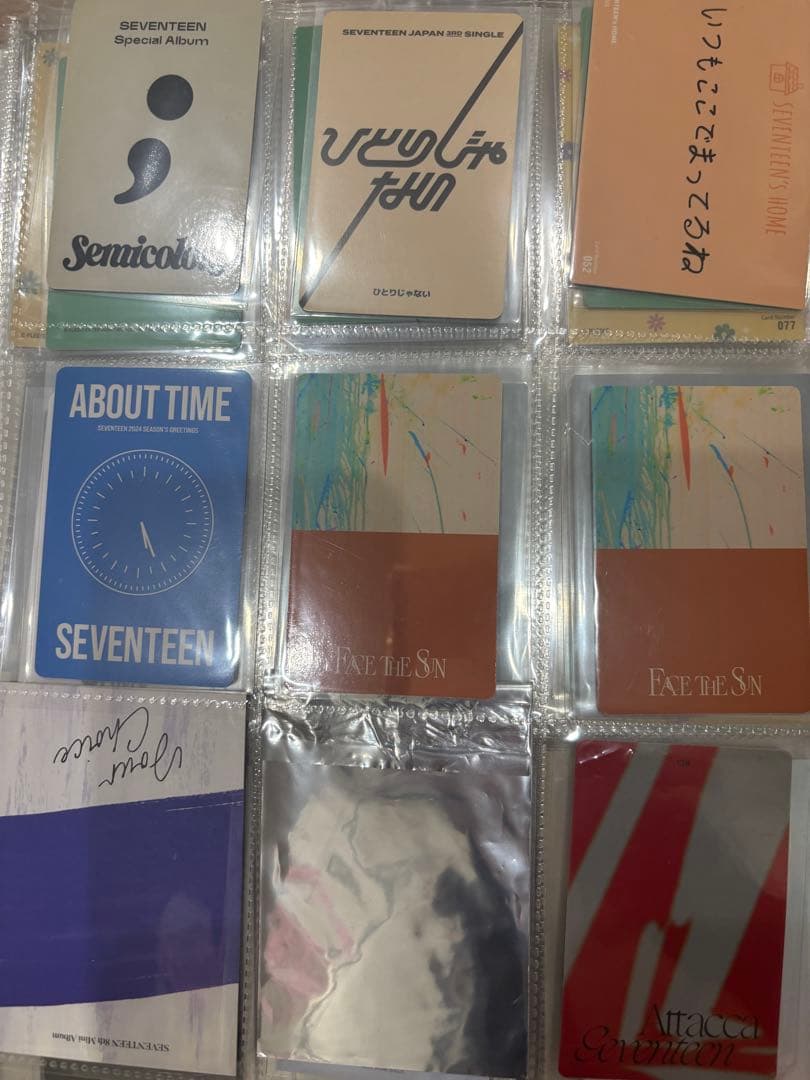 SEVENTEEN
Special Album
;
Semicolon
SEVENTEEN JAPAN 3RD SINGLE
ひとりじゃ
ない
ひとりじゃない
いつもここでまってるね
SEVENTEEN'S HOME
052
Card Number
077
ABOUT TIME
SEVENTEEN 2024 SEASON'S GREETINGS
SEVENTEEN
FACE THE SUN
FACE THE SUN
Your
Choice
SEVENTEEN 8th Mini Album
Attacca
Seventeen